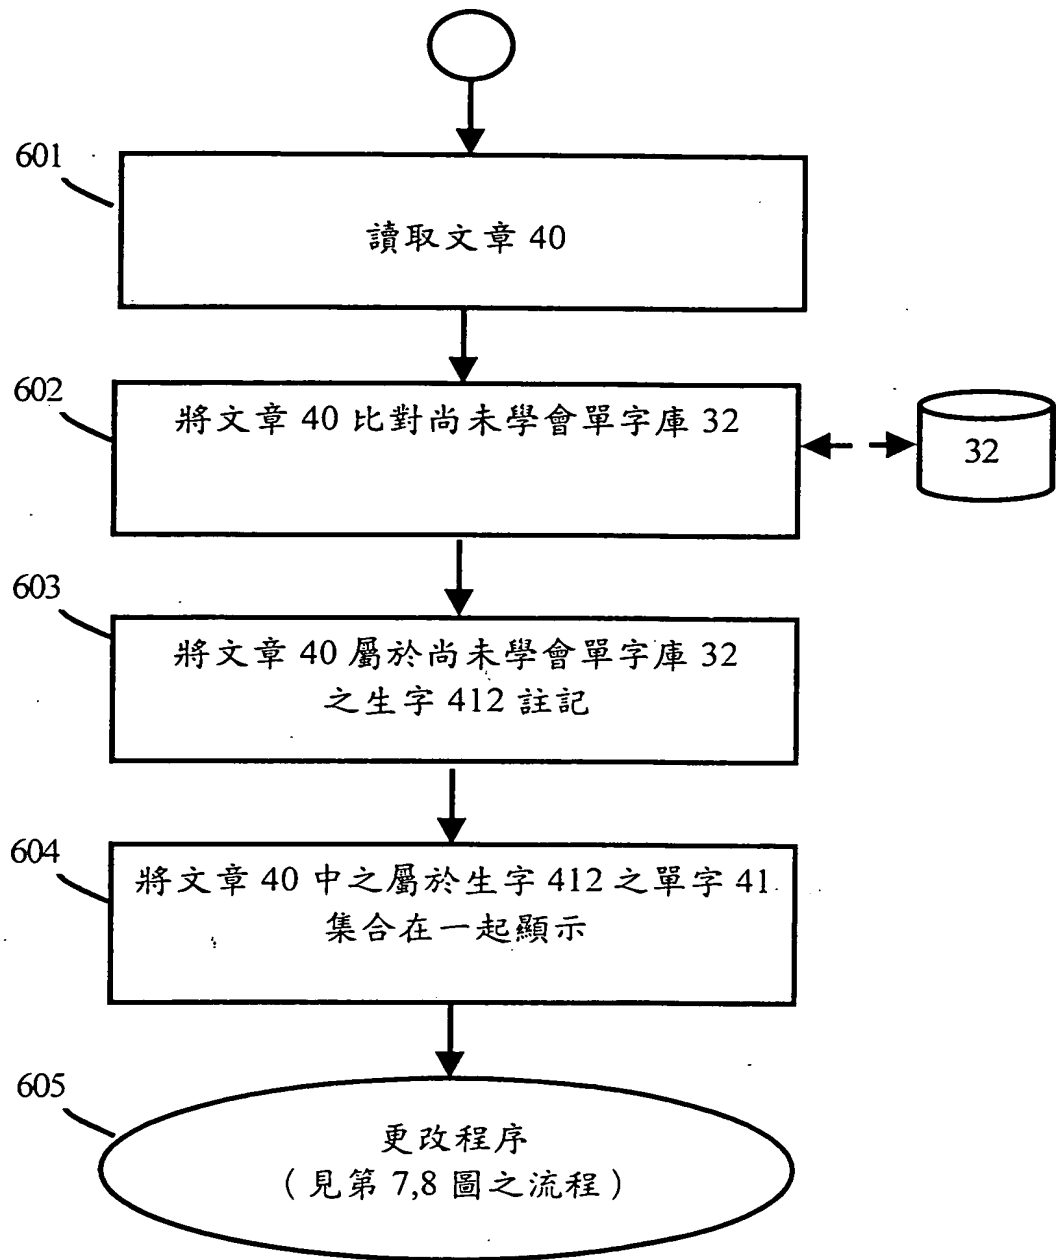 601
讀取文章 40
602
將文章 40 比對尚未學會單字庫 32
32
603
將文章 40 屬於尚未學會單字庫 32
之生字 412 註記
604
將文章 40 中之屬於生字 412 之單字 41
集合在一起顯示
605
更改程序
（見第 7,8 圖之流程）